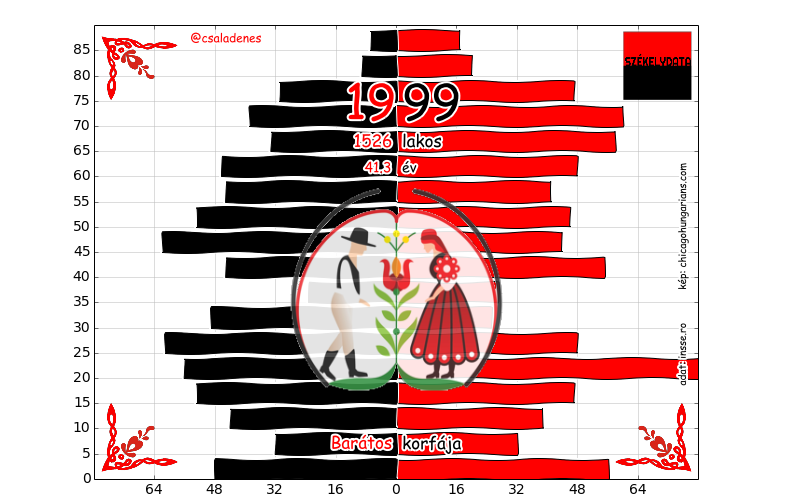 @csaladenes
SZÉKELYDATA
1999
1526 lakos
41,3 év
kép: chicagohungarians.com
adat: insse.ro
Barátos korfája
85
80
75
70
65
60
55
50
45
40
35
30
25
20
15
10
5
0
64 48 32 16 0 16 32 48 64